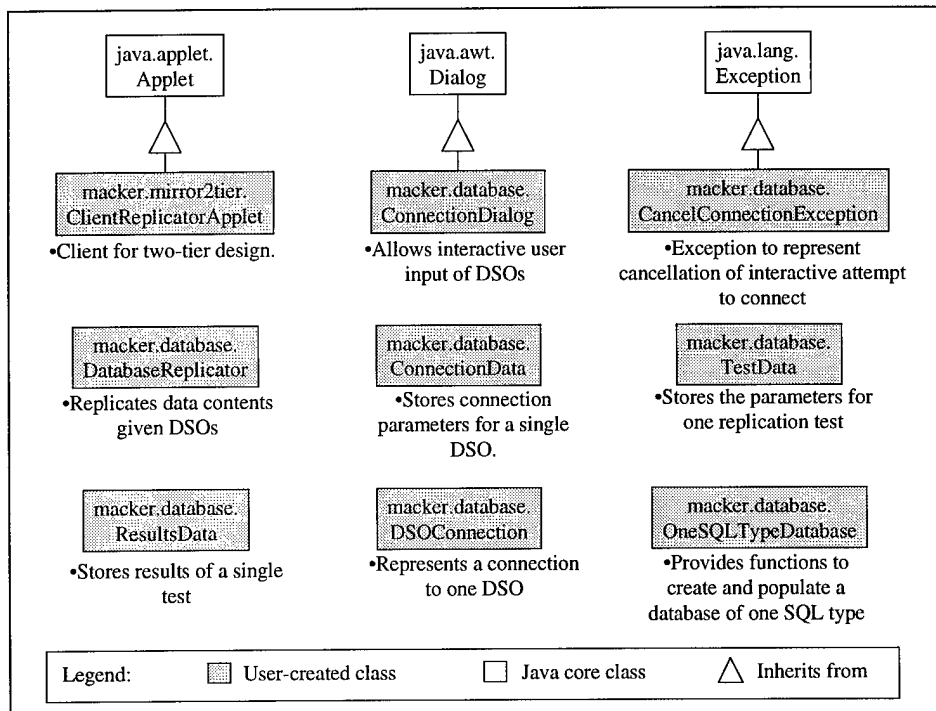 java.applet.
Applet
java.awt.
Dialog
java.lang.
Exception
macker.mirror2tier.
ClientReplicatorApplet
•Client for two-tier design.
macker.database.
ConnectionDialog
•Allows interactive user
input of DSOs
macker.database.
CancelConnectionException
•Exception to represent
cancellation of interactive attempt
to connect
macker.database.
DatabaseReplicator
•Replicates data contents
given DSOs
macker.database.
ConnectionData
•Stores connection
parameters for a single
DSO.
macker.database.
TestData
•Stores the parameters for
one replication test
macker.database.
ResultsData
•Stores results of a single
test
macker.database.
DSOConnection
•Represents a connection
to one DSO
macker.database.
OneSQLTypeDatabase
•Provides functions to
create and populate a
database of one SQL type
Legend:
User-created class
Java core class
Inherits from